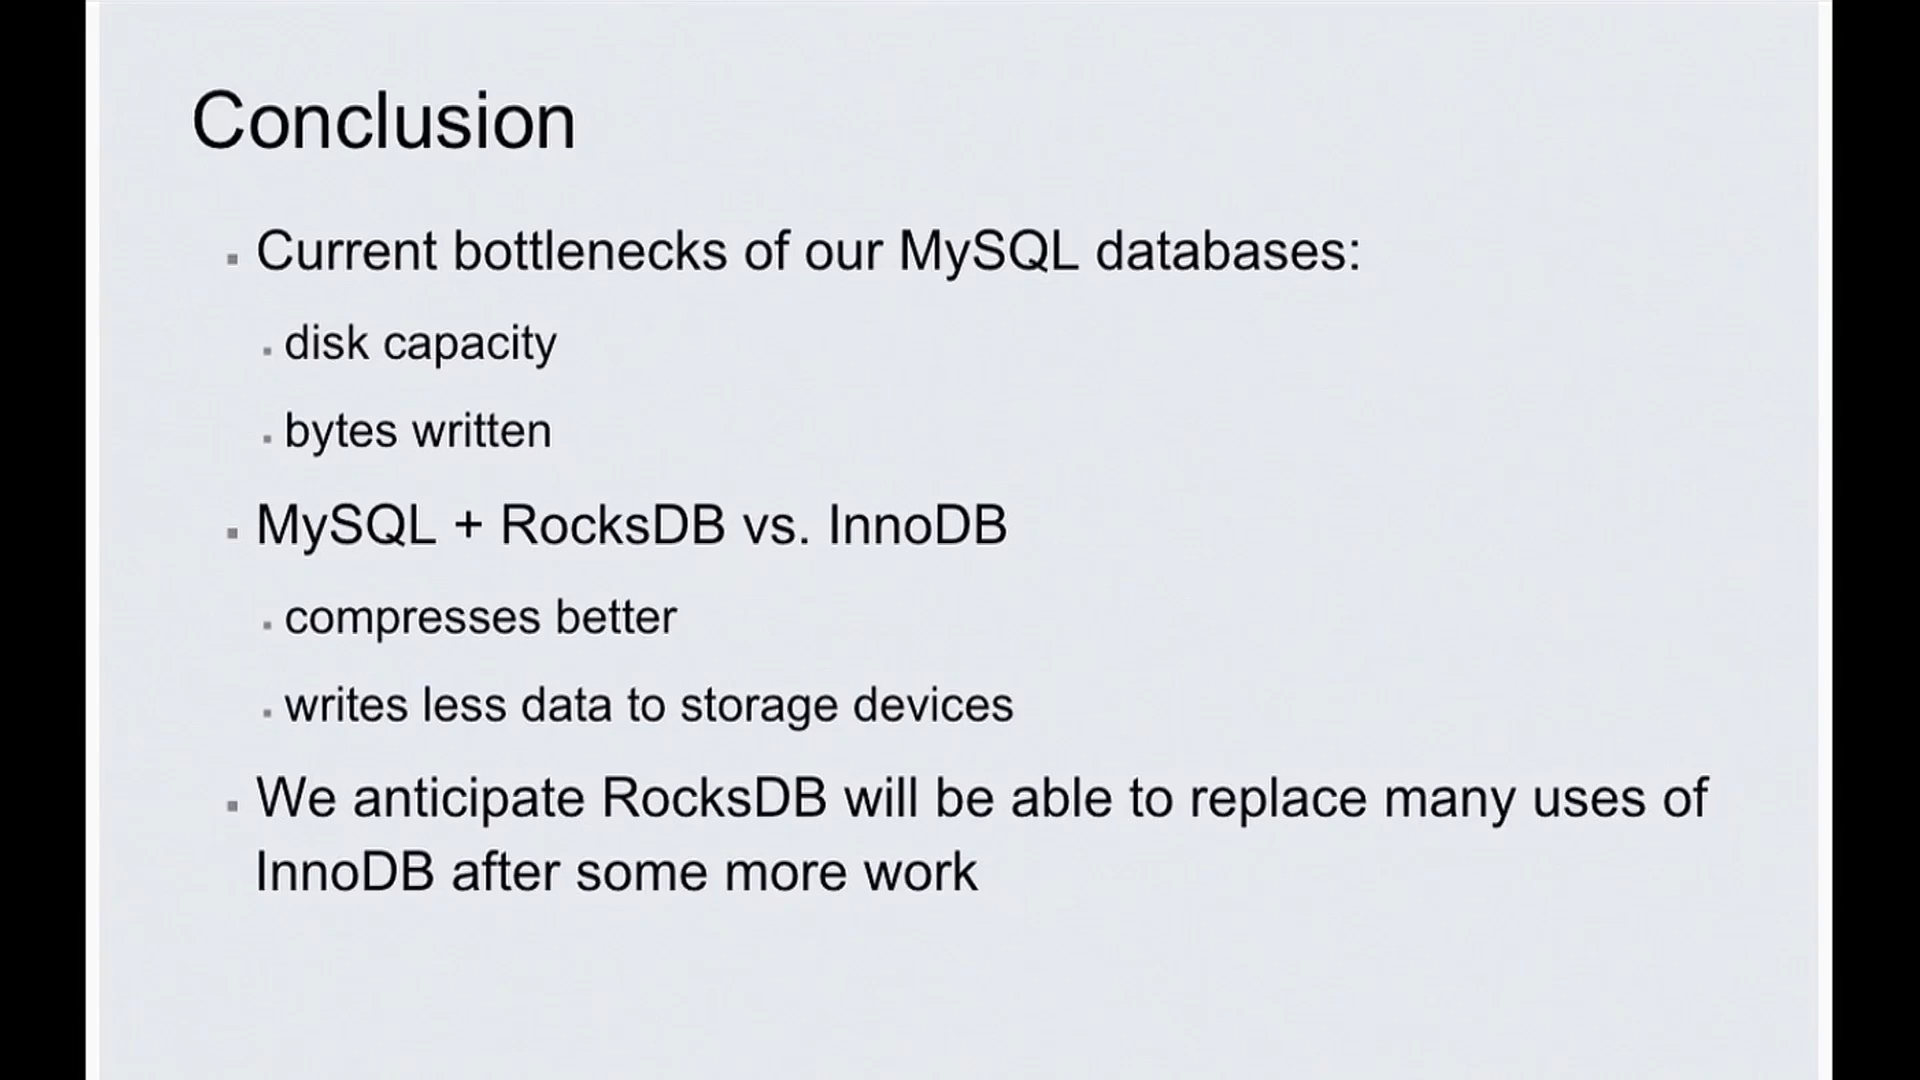 Conclusion
Current bottlenecks of our MySQL databases:
disk capacity
bytes written
MySQL + RocksDB vs. InnoDB
compresses better
writes less data to storage devices
We anticipate RocksDB will be able to replace many uses of
InnoDB after some more work